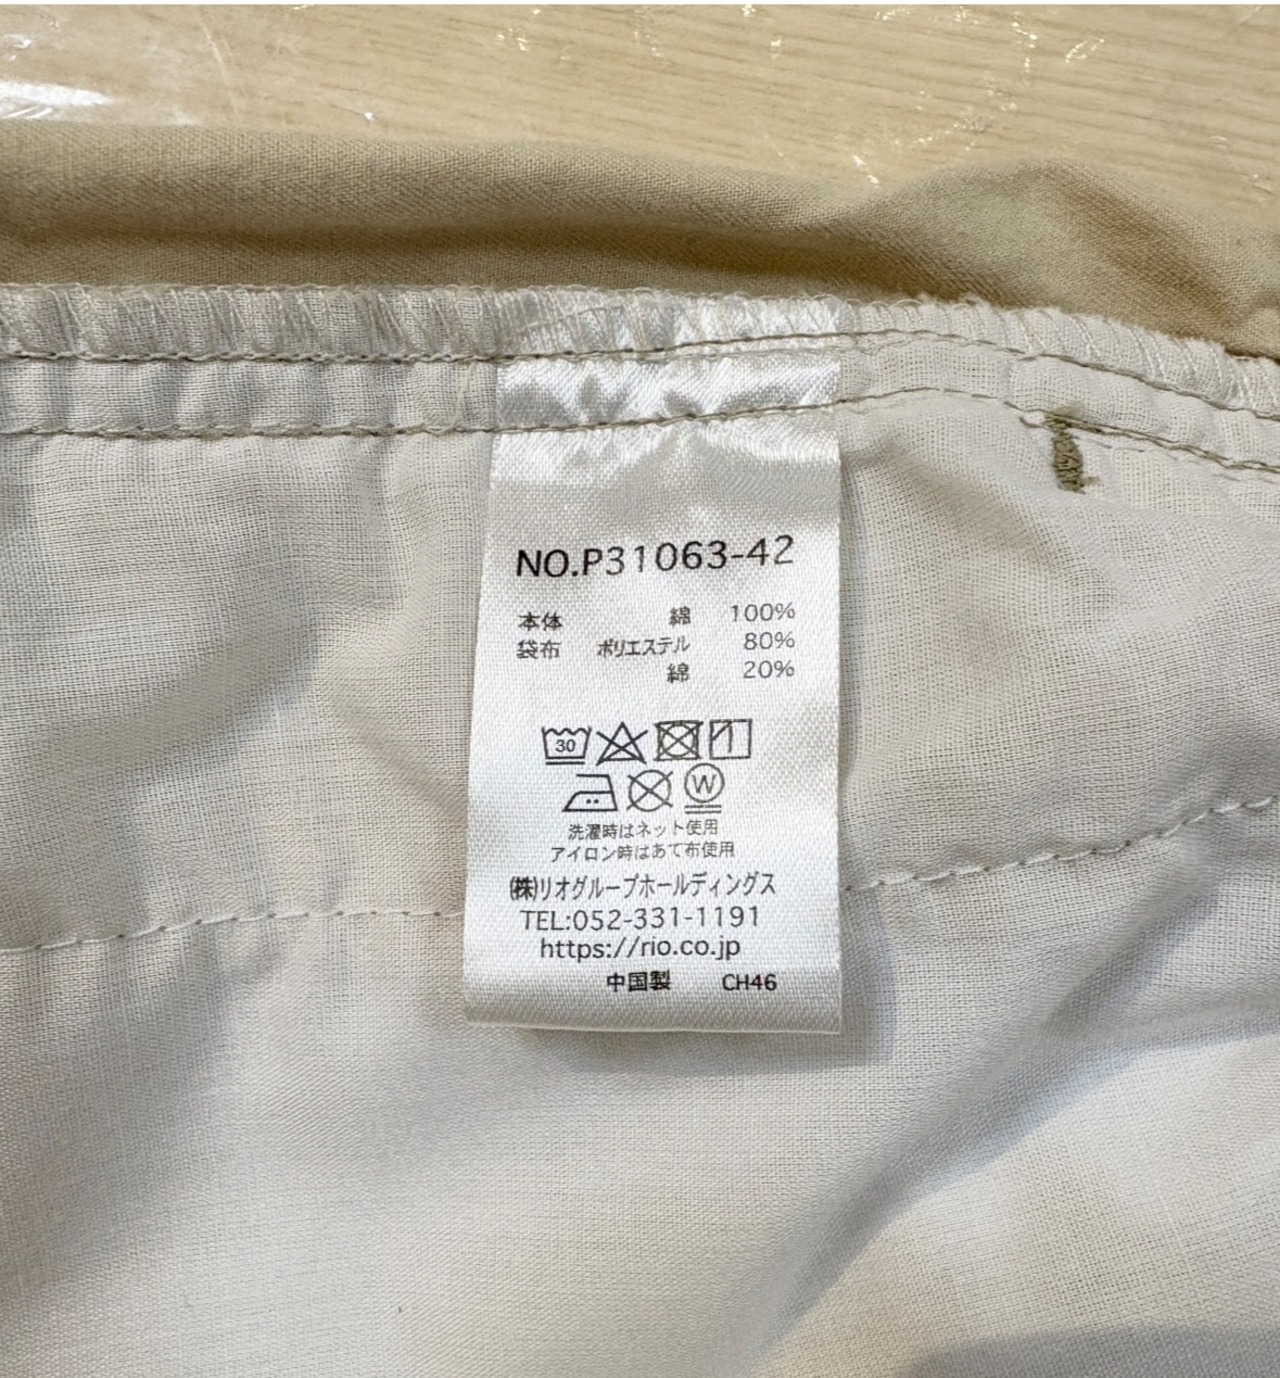 NO.P31063-42
本体 綿 100%
袋布 ポリエステル 80%
綿 20%
30
W
洗濯時はネット使用
アイロン時はあて布使用
㈱リオグループホールディングス
TEL:052-331-1191
https://rio.co.jp
中国製 CH46